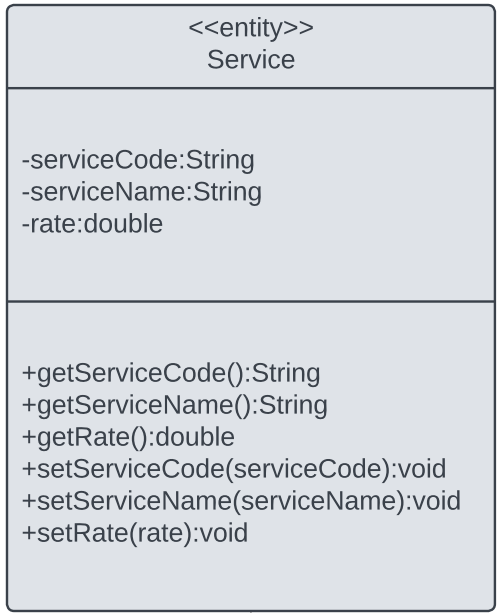 <<entity>>
Service
-serviceCode:String
-serviceName:String
-rate:double
+getServiceCode():String
+getServiceName():String
+getRate():double
+setServiceCode(serviceCode):void
+setServiceName(serviceName):void
+setRate(rate):void